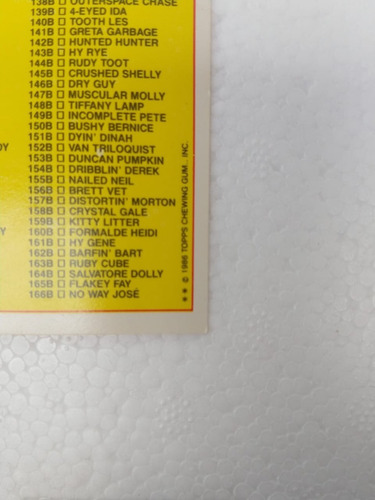 138B ☐ OUTERSPACE CHASE
139B ☐ 4-EYED IDA
140B ☐ TOOTH LES
141B ☐ GRETA GARBAGE
142B ☐ HUNTED HUNTER
143B ☐ HY RYE
144B ☐ RUDY TOOT
145B ☐ CRUSHED SHELLY
146B ☐ DRY GUY
147B ☐ MUSCULAR MOLLY
148B ☐ TIFFANY LAMP
149B ☐ INCOMPLETE PETE
150B ☐ BUSHY BERNICE
151B ☐ DYIN' DINAH
152B ☐ VAN TRILOQUIST
153B ☐ DUNCAN PUMPKIN
154B ☐ DRIBBLIN' DEREK
155B ☐ NAILED NEIL
156B ☐ BRETT VET
157B ☐ DISTORTIN' MORTON
158B ☐ CRYSTAL GALE
159B ☐ KITTY LITTER
160B ☐ FORMALDE HEIDI
161B ☐ HY GENE
162B ☐ BARFIN' BART
163B ☐ RUBY CUBE
164B ☐ SALVATORE DOLLY
165B ☐ FLAKEY FAY
166B ☐ NO WAY JOSÉ
* * © 1986 TOPPS CHEWING GUM, INC.